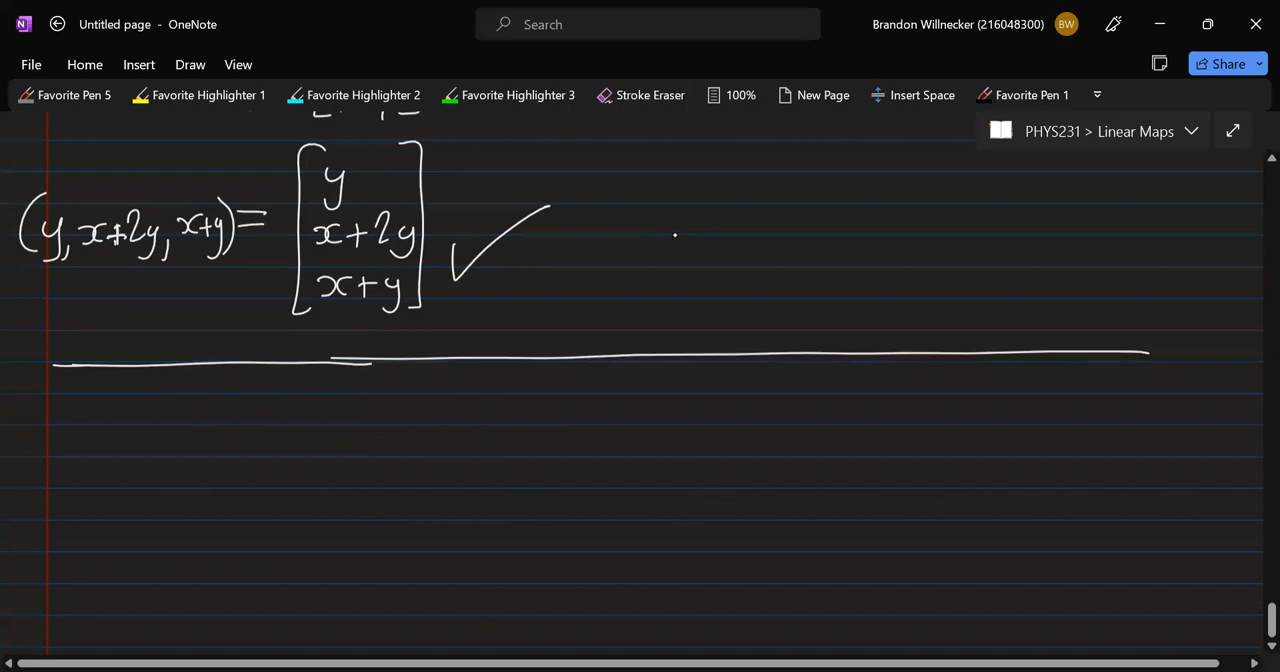 Untitled page - OneNote
Search
Brandon Willnecker (216048300)
BW
File Home Insert Draw View
Share
Favorite Pen 5 Favorite Highlighter 1 Favorite Highlighter 2 Favorite Highlighter 3 Stroke Eraser 100% New Page Insert Space Favorite Pen 1
PHYS231 > Linear Maps
(y, x+2y, x+y) =
y
x+2y
x+y